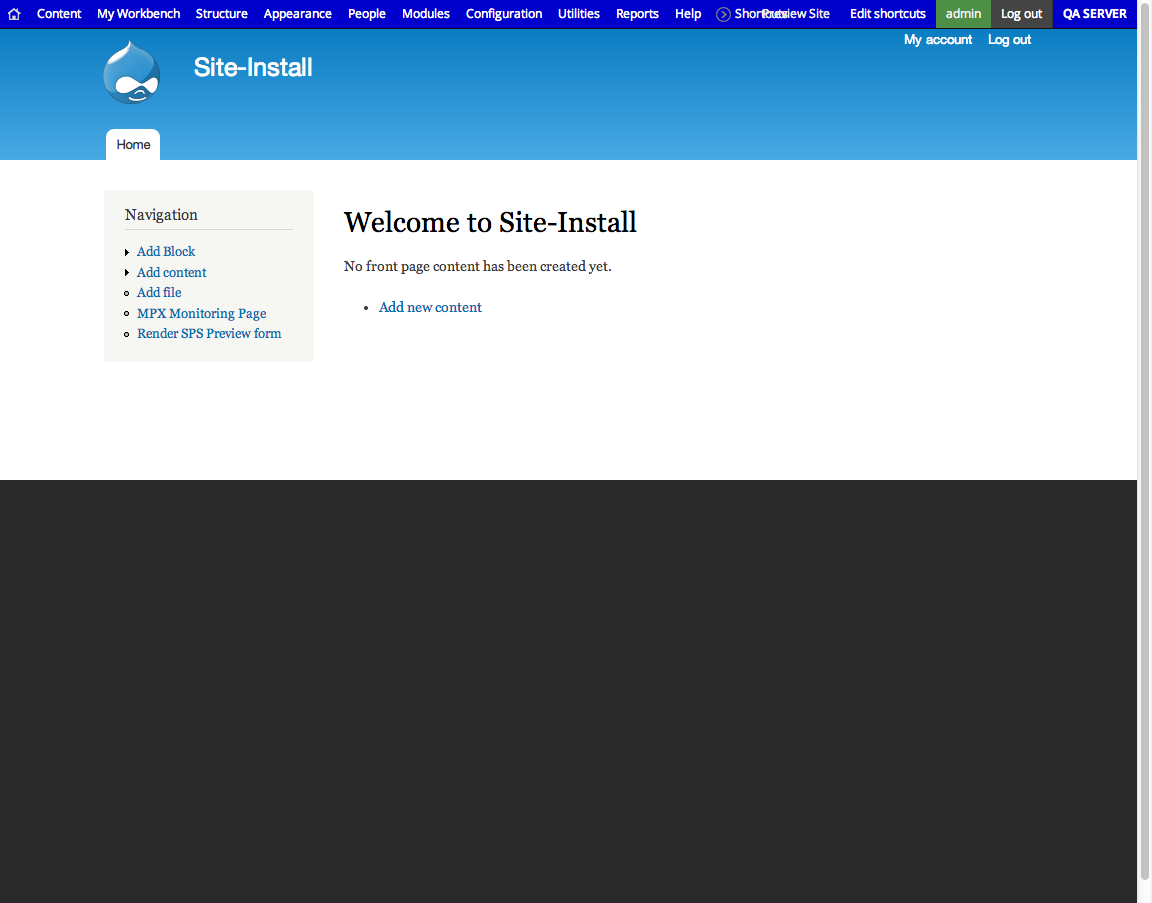 Content My Workbench Structure Appearance People Modules Configuration Utilities Reports Help Shortcuts Preview Site Edit shortcuts admin Log out QA SERVER
My account Log out
Site-Install
Home
Navigation
Add Block
Add content
Add file
MPX Monitoring Page
Render SPS Preview form
Welcome to Site-Install
No front page content has been created yet.
Add new content